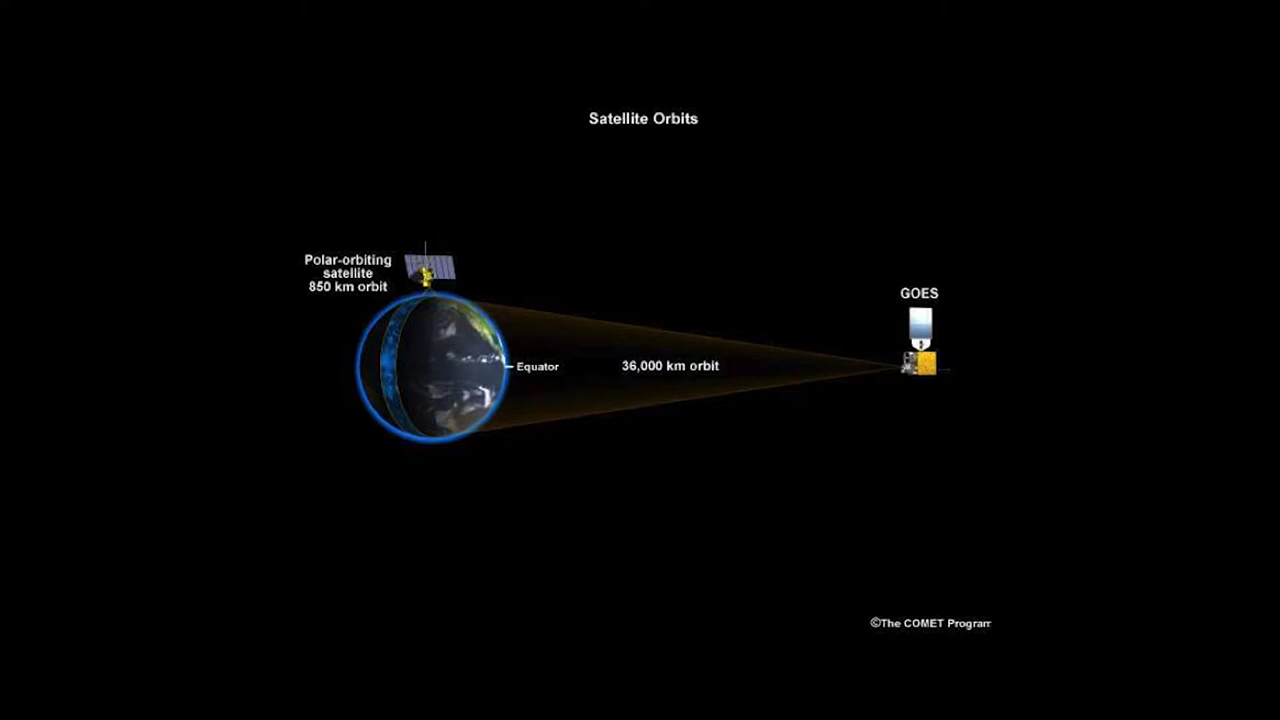 Satellite Orbits
Polar-orbiting
satellite
850 km orbit
GOES
Equator
36,000 km orbit
©The COMET Program